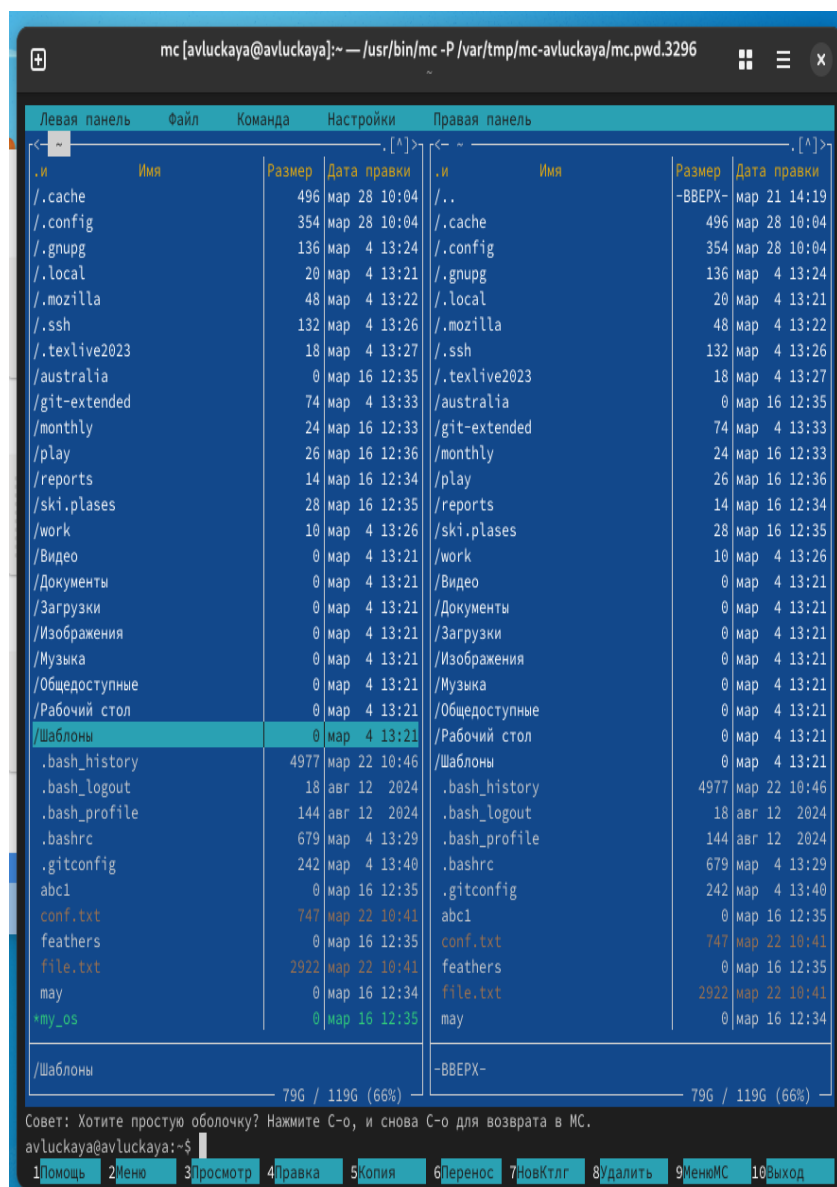 mc [avluckaya@avluckaya]:~ — /usr/bin/mc -P /var/tmp/mc-avluckaya/mc.pwd.3296
~
Левая панель Файл Команда Настройки Правая панель
<- ~ .[^]> <- ~ .[^]>
.и Имя Размер Дата правки .и Имя Размер Дата правки
/.cache 496 мар 28 10:04 /.. -ВВЕРХ- мар 21 14:19
/.config 354 мар 28 10:04 /.cache 496 мар 28 10:04
/.gnupg 136 мар 4 13:24 /.config 354 мар 28 10:04
/.local 20 мар 4 13:21 /.gnupg 136 мар 4 13:24
/.mozilla 48 мар 4 13:22 /.local 20 мар 4 13:21
/.ssh 132 мар 4 13:26 /.mozilla 48 мар 4 13:22
/.texlive2023 18 мар 4 13:27 /.ssh 132 мар 4 13:26
/australia 0 мар 16 12:35 /.texlive2023 18 мар 4 13:27
/git-extended 74 мар 4 13:33 /australia 0 мар 16 12:35
/monthly 24 мар 16 12:33 /git-extended 74 мар 4 13:33
/play 26 мар 16 12:36 /monthly 24 мар 16 12:33
/reports 14 мар 16 12:34 /play 26 мар 16 12:36
/ski.plases 28 мар 16 12:35 /reports 14 мар 16 12:34
/work 10 мар 4 13:26 /ski.plases 28 мар 16 12:35
/Видео 0 мар 4 13:21 /work 10 мар 4 13:26
/Документы 0 мар 4 13:21 /Видео 0 мар 4 13:21
/Загрузки 0 мар 4 13:21 /Документы 0 мар 4 13:21
/Изображения 0 мар 4 13:21 /Загрузки 0 мар 4 13:21
/Музыка 0 мар 4 13:21 /Изображения 0 мар 4 13:21
/Общедоступные 0 мар 4 13:21 /Музыка 0 мар 4 13:21
/Рабочий стол 0 мар 4 13:21 /Общедоступные 0 мар 4 13:21
/Шаблоны 0 мар 4 13:21 /Рабочий стол 0 мар 4 13:21
.bash_history 4977 мар 22 10:46 /Шаблоны 0 мар 4 13:21
.bash_logout 18 авг 12 2024 .bash_history 4977 мар 22 10:46
.bash_profile 144 авг 12 2024 .bash_logout 18 авг 12 2024
.bashrc 679 мар 4 13:29 .bash_profile 144 авг 12 2024
.gitconfig 242 мар 4 13:40 .bashrc 679 мар 4 13:29
abc1 0 мар 16 12:35 .gitconfig 242 мар 4 13:40
conf.txt 747 мар 22 10:41 abc1 0 мар 16 12:35
feathers 0 мар 16 12:35 conf.txt 747 мар 22 10:41
file.txt 2922 мар 22 10:41 feathers 0 мар 16 12:35
may 0 мар 16 12:34 file.txt 2922 мар 22 10:41
*my_os 0 мар 16 12:35 may 0 мар 16 12:34
/Шаблоны -ВВЕРХ-
79G / 119G (66%) 79G / 119G (66%)
Совет: Хотите простую оболочку? Нажмите C-o, и снова C-o для возврата в MC.
avluckaya@avluckaya:~$
1Помощь 2Меню 3Просмотр 4Правка 5Копия 6Перенос 7НовКтлг 8Удалить 9МенюMC 10Выход